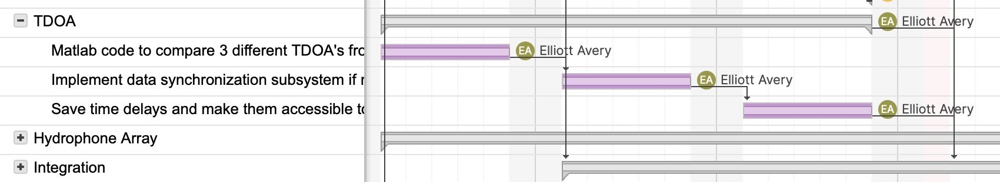 TDOA
EA Elliott Avery
Matlab code to compare 3 different TDOA's fro
EA Elliott Avery
Implement data synchronization subsystem if
EA Elliott Avery
Save time delays and make them accessible to
EA Elliott Avery
Hydrophone Array
Integration